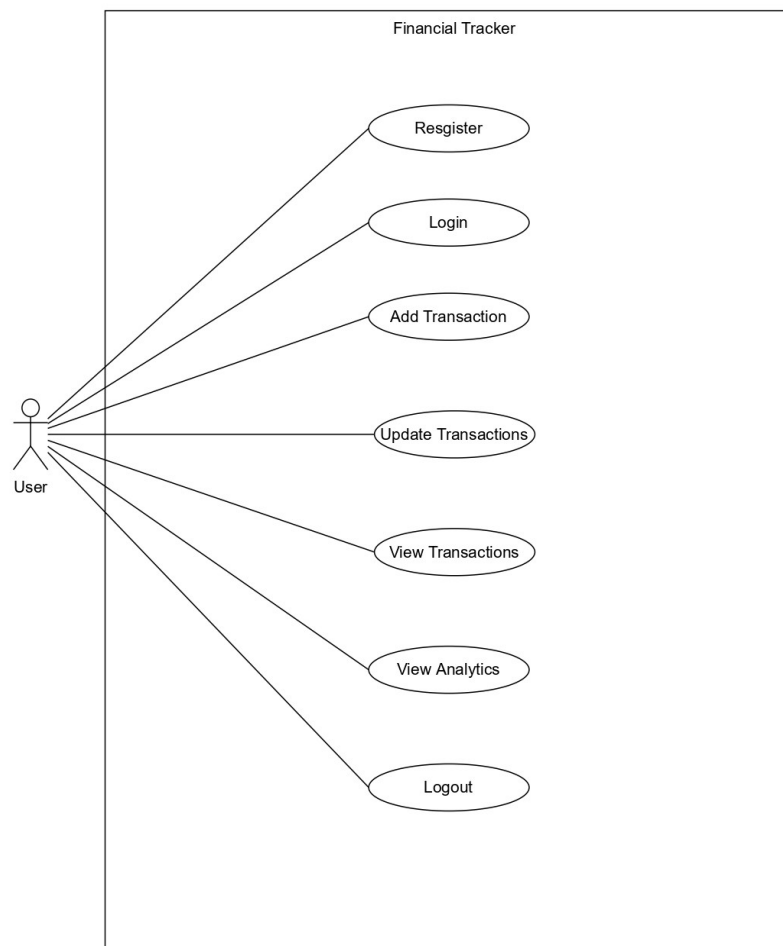 Financial Tracker
Resgister
Login
Add Transaction
Update Transactions
User
View Transactions
View Analytics
Logout